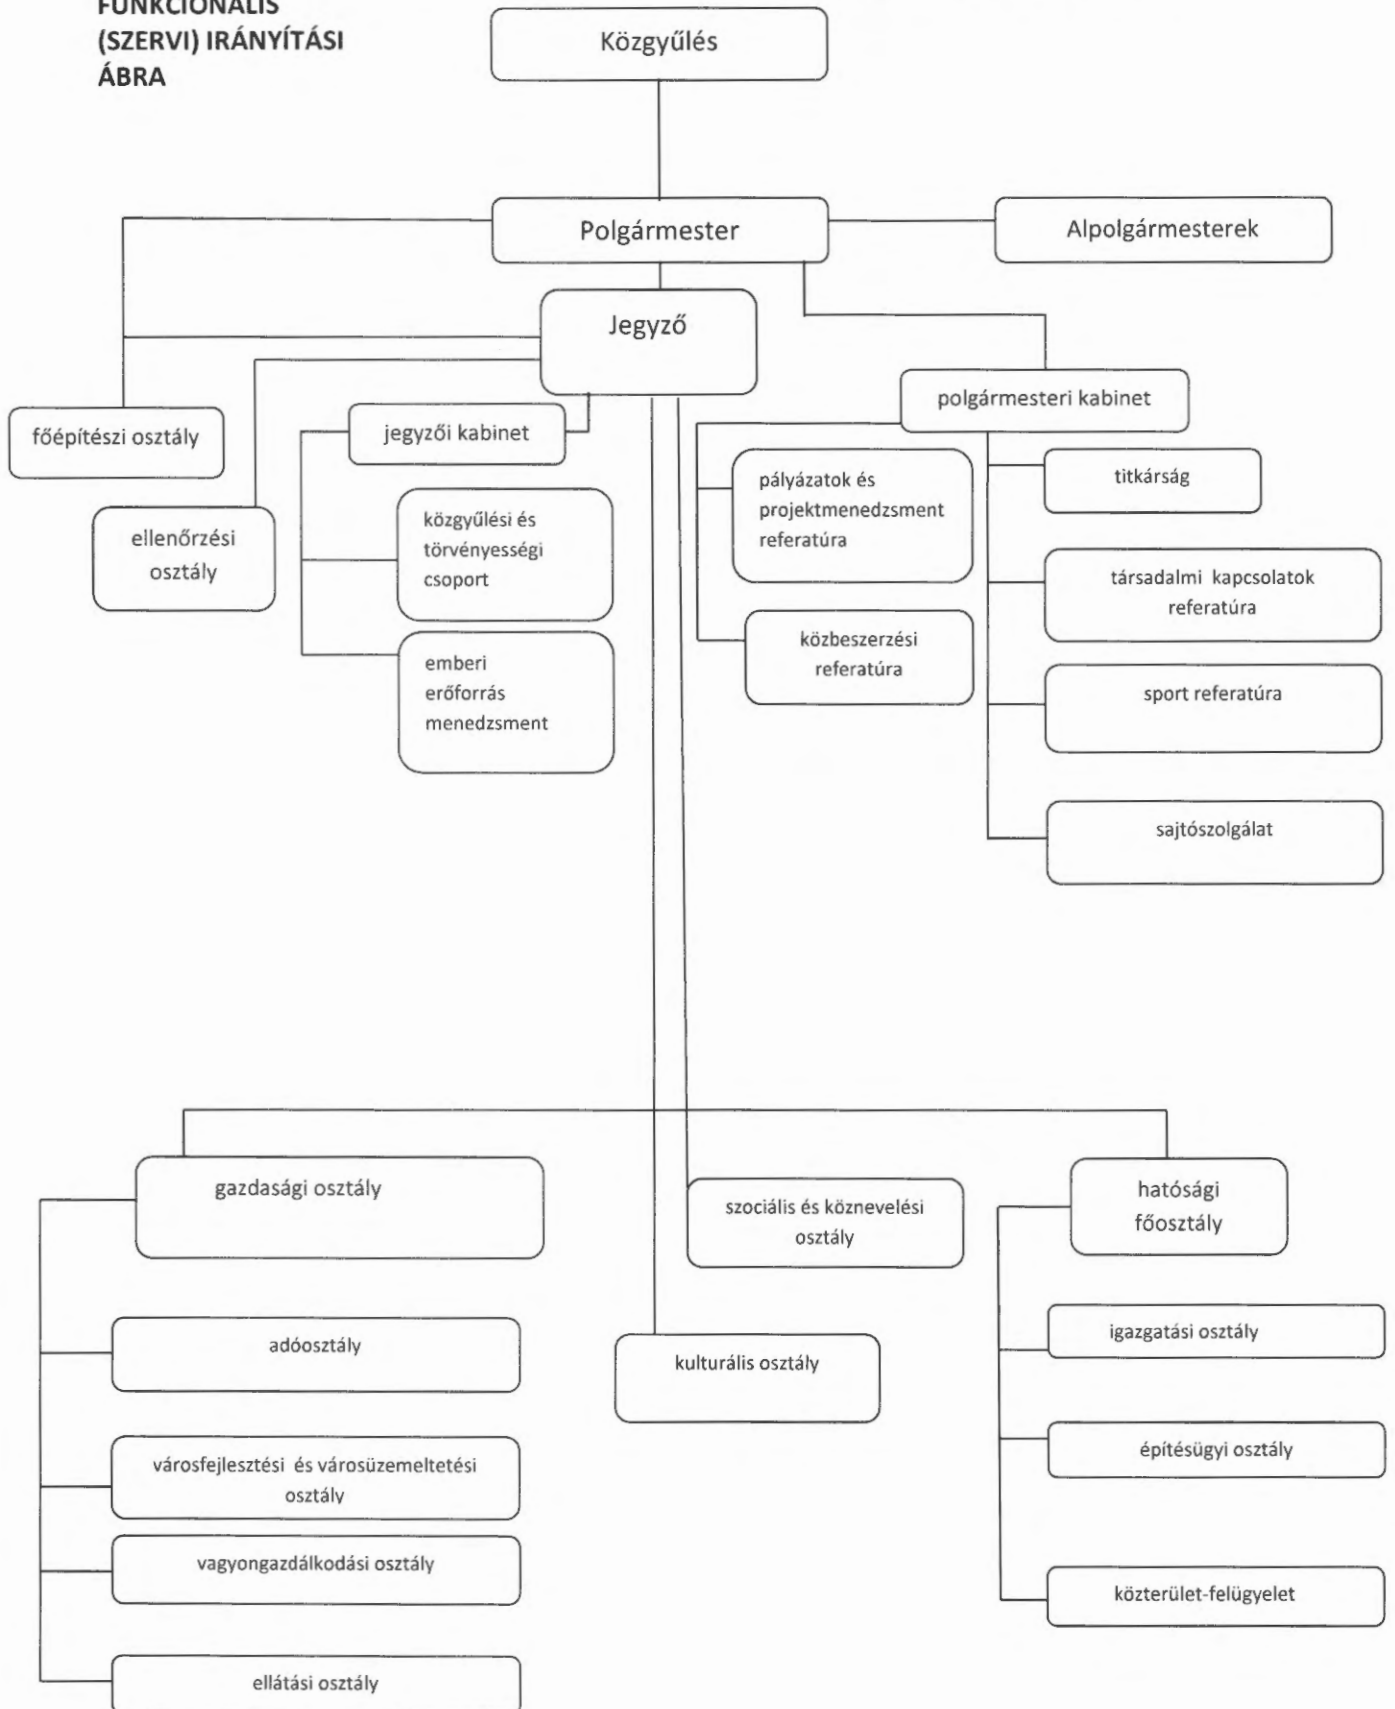 FUNKCIONÁLIS
(SZERVI) IRÁNYÍTÁSI
ÁBRA
Közgyűlés
Polgármester
Alpolgármesterek
Jegyző
polgármesteri kabinet
főépítészi osztály
jegyzői kabinet
ellenőrzési
osztály
közgyűlési és
törvényességi
csoport
emberi
erőforrás
menedzsment
pályázatok és
projektmenedzsment
referatúra
közbeszerzési
referatúra
titkárság
társadalmi kapcsolatok
referatúra
sport referatúra
sajtószolgálat
gazdasági osztály
adóosztály
városfejlesztési és városüzemeltetési
osztály
vagyongazdálkodási osztály
ellátási osztály
szociális és köznevelési
osztály
kulturális osztály
hatósági
főosztály
igazgatási osztály
építésügyi osztály
közterület-felügyelet